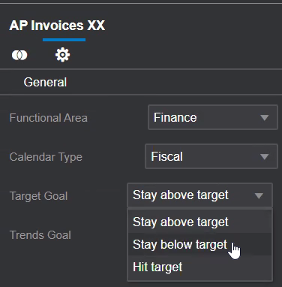 AP Invoices XX
General
Functional Area Finance
Calendar Type Fiscal
Target Goal Stay above target
Stay above target
Trends Goal Stay below target
Hit target